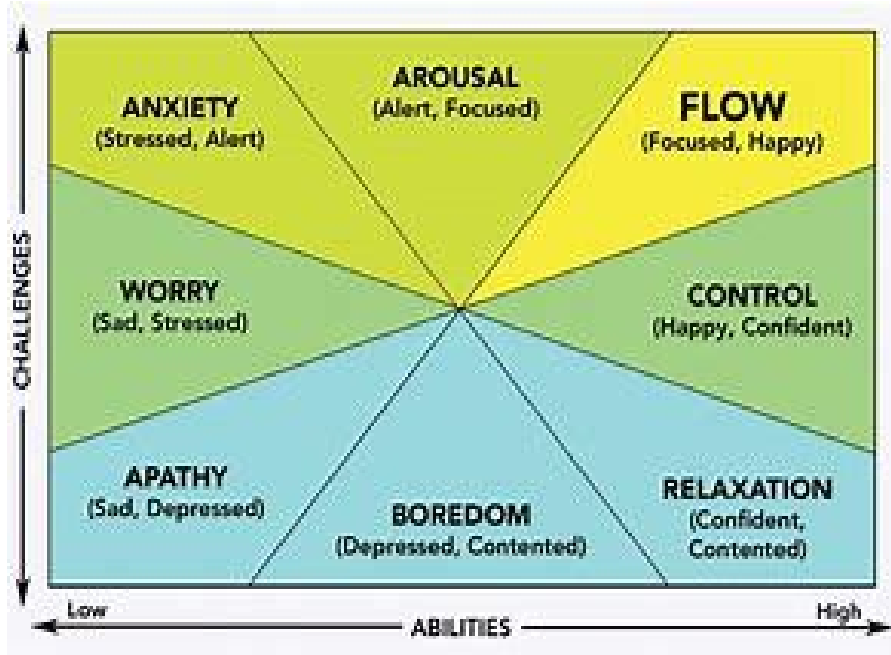 AROUSAL
(Alert, Focused)
ANXIETY
(Stressed, Alert)
FLOW
(Focused, Happy)
WORRY
(Sad, Stressed)
CONTROL
(Happy, Confident)
APATHY
(Sad, Depressed)
BOREDOM
(Depressed, Contented)
RELAXATION
(Confident,
Contented)
CHALLENGES
Low
High
ABILITIES